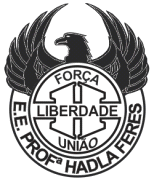 FORÇA
LIBERDADE
UNIÃO
E.E. PROFª HADLA FERES